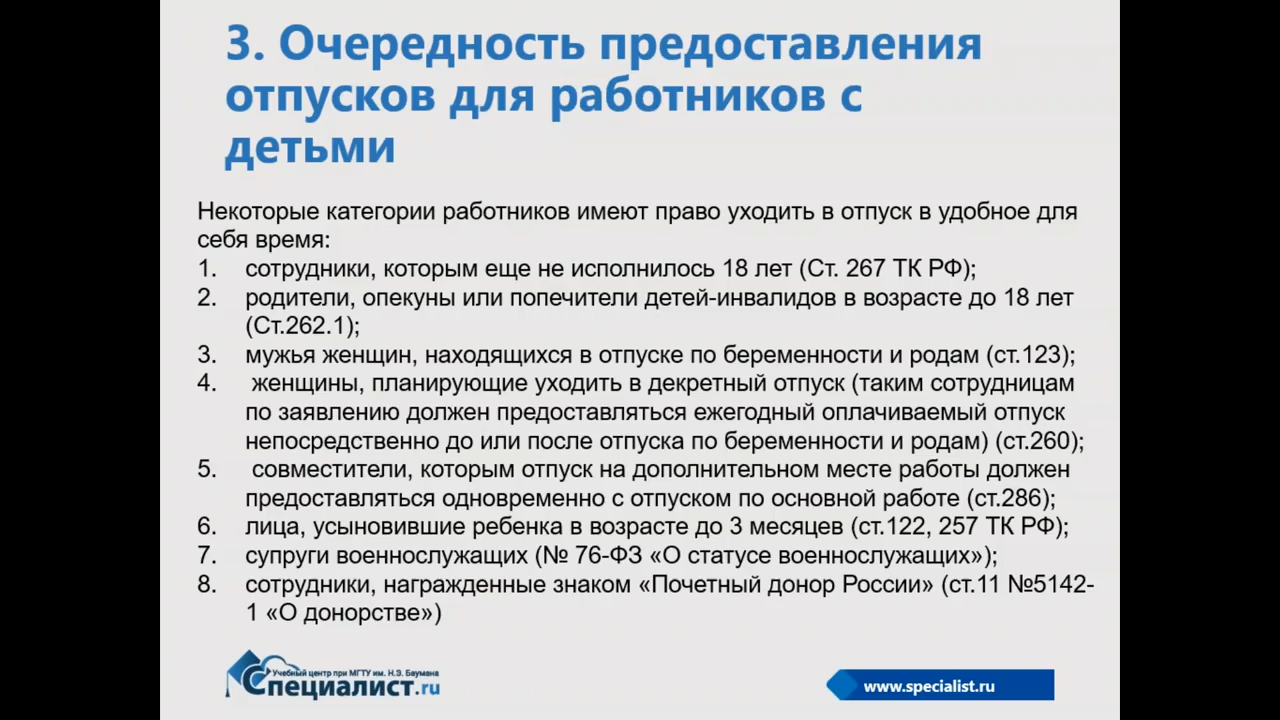 3. Очередность предоставления
отпусков для работников с
детьми
Некоторые категории работников имеют право уходить в отпуск в удобное для
себя время:
1. сотрудники, которым еще не исполнилось 18 лет (Ст. 267 ТК РФ);
2. родители, опекуны или попечители детей-инвалидов в возрасте до 18 лет
(Ст.262.1);
3. мужья женщин, находящихся в отпуске по беременности и родам (ст.123);
4. женщины, планирующие уходить в декретный отпуск (таким сотрудницам
по заявлению должен предоставляться ежегодный оплачиваемый отпуск
непосредственно до или после отпуска по беременности и родам) (ст.260);
5. совместители, которым отпуск на дополнительном месте работы должен
предоставляться одновременно с отпуском по основной работе (ст.286);
6. лица, усыновившие ребенка в возрасте до 3 месяцев (ст.122, 257 ТК РФ);
7. супруги военнослужащих (№ 76-ФЗ «О статусе военнослужащих»);
8. сотрудники, награжденные знаком «Почетный донор России» (ст.11 №5142-
1 «О донорстве»)
Учебный центр при МГТУ им. Н.Э. Баумана
Специалист.ru
www.specialist.ru